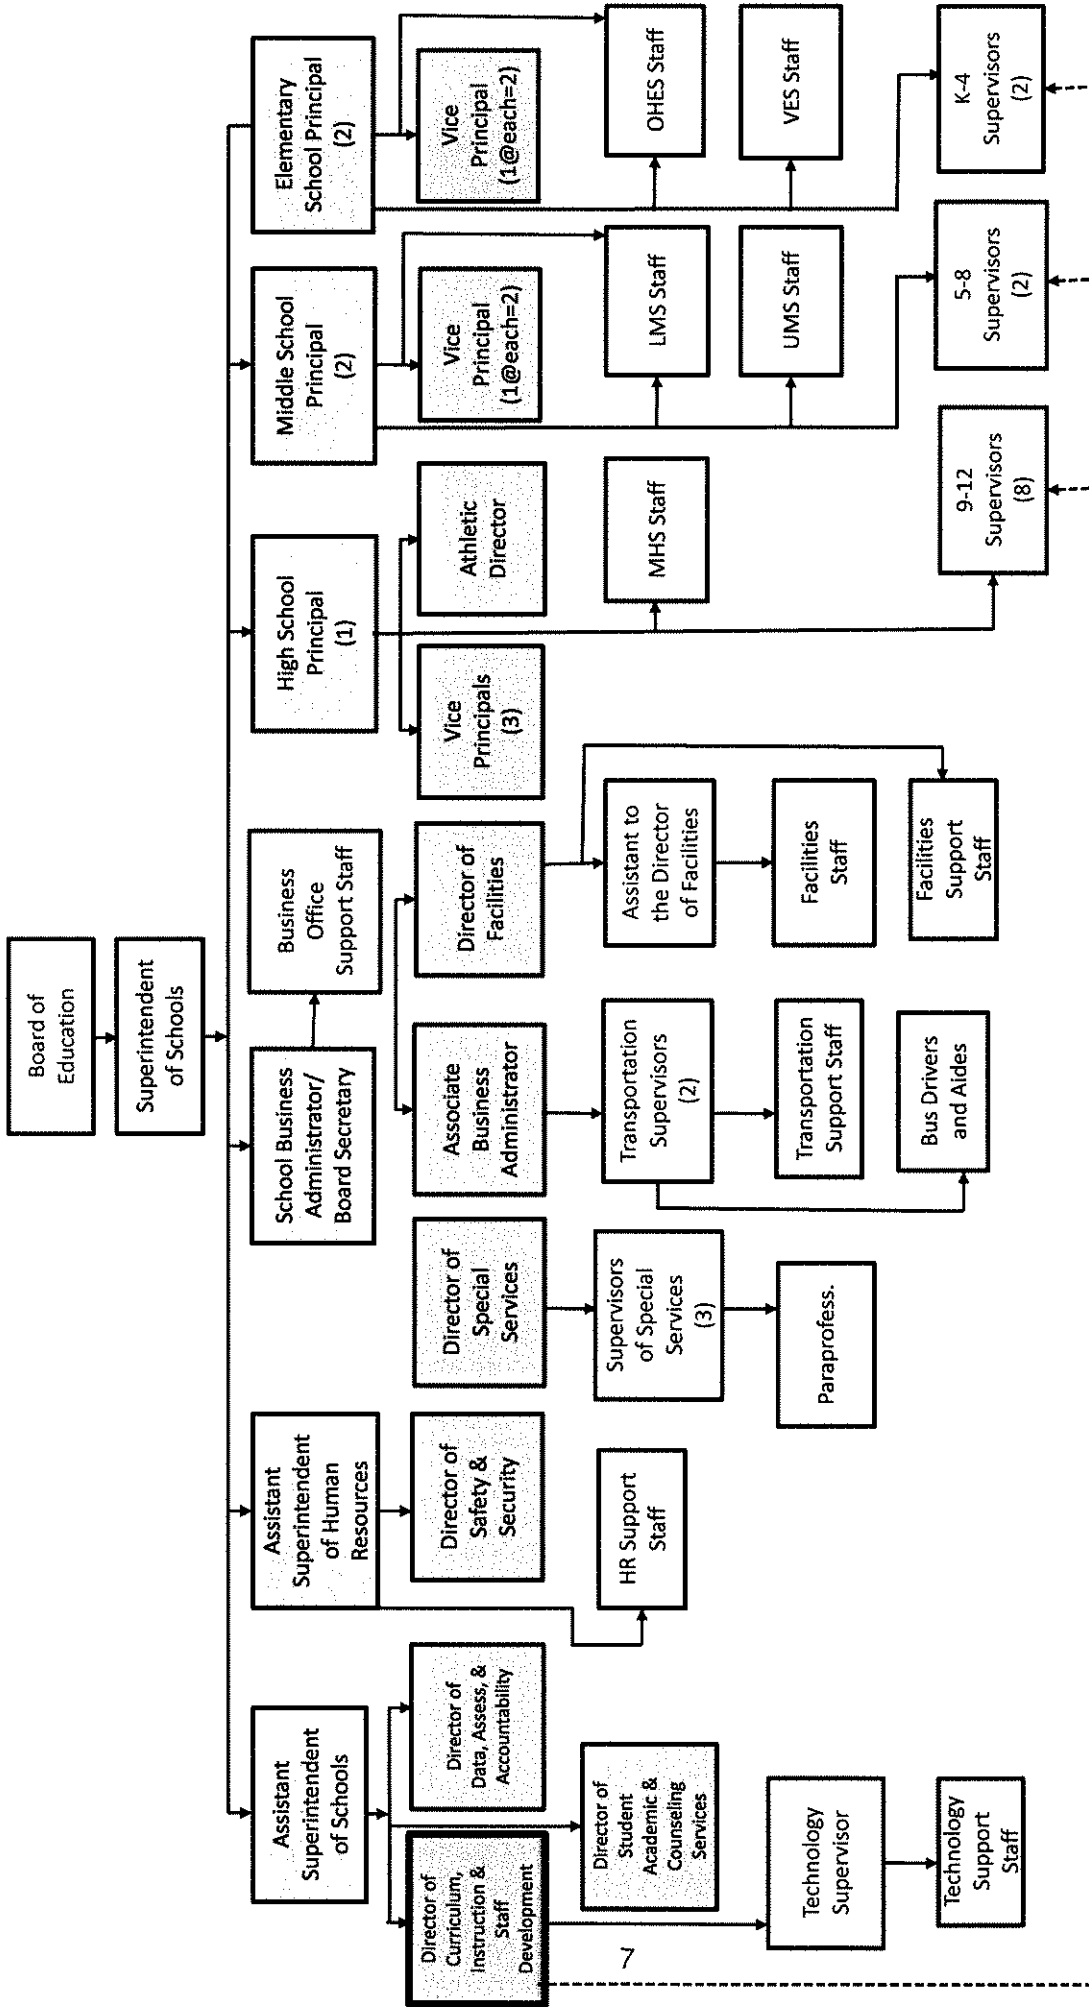 Board of
Education
Superintendent
of Schools
Assistant
Superintendent
of Schools
Assistant
Superintendent
of Human
Resources
School Business
Administrator/
Board Secretary
Business
Office
Support Staff
High School
Principal
(1)
Middle School
Principal
(2)
Elementary
School Principal
(2)
Director of
Curriculum,
Instruction &
Staff
Development
Director of
Data, Assess, &
Accountability
Director of
Safety &
Security
Director of
Special
Services
Associate
Business
Administrator
Director of
Facilities
Vice
Principals
(3)
Athletic
Director
Vice
Principal
(1@each=2)
Vice
Principal
(1@each=2)
Director of
Student
Academic &
Counseling
Services
HR Support
Staff
Supervisors
of Special
Services
(3)
Transportation
Supervisors
(2)
Assistant to
the Director
of Facilities
MHS Staff
LMS Staff
OHES Staff
Technology
Supervisor
Paraprofess.
Transportation
Support Staff
Facilities
Staff
UMS Staff
VES Staff
Technology
Support
Staff
Bus Drivers
and Aides
Facilities
Support
Staff
9-12
Supervisors
(8)
5-8
Supervisors
(2)
K-4
Supervisors
(2)
7